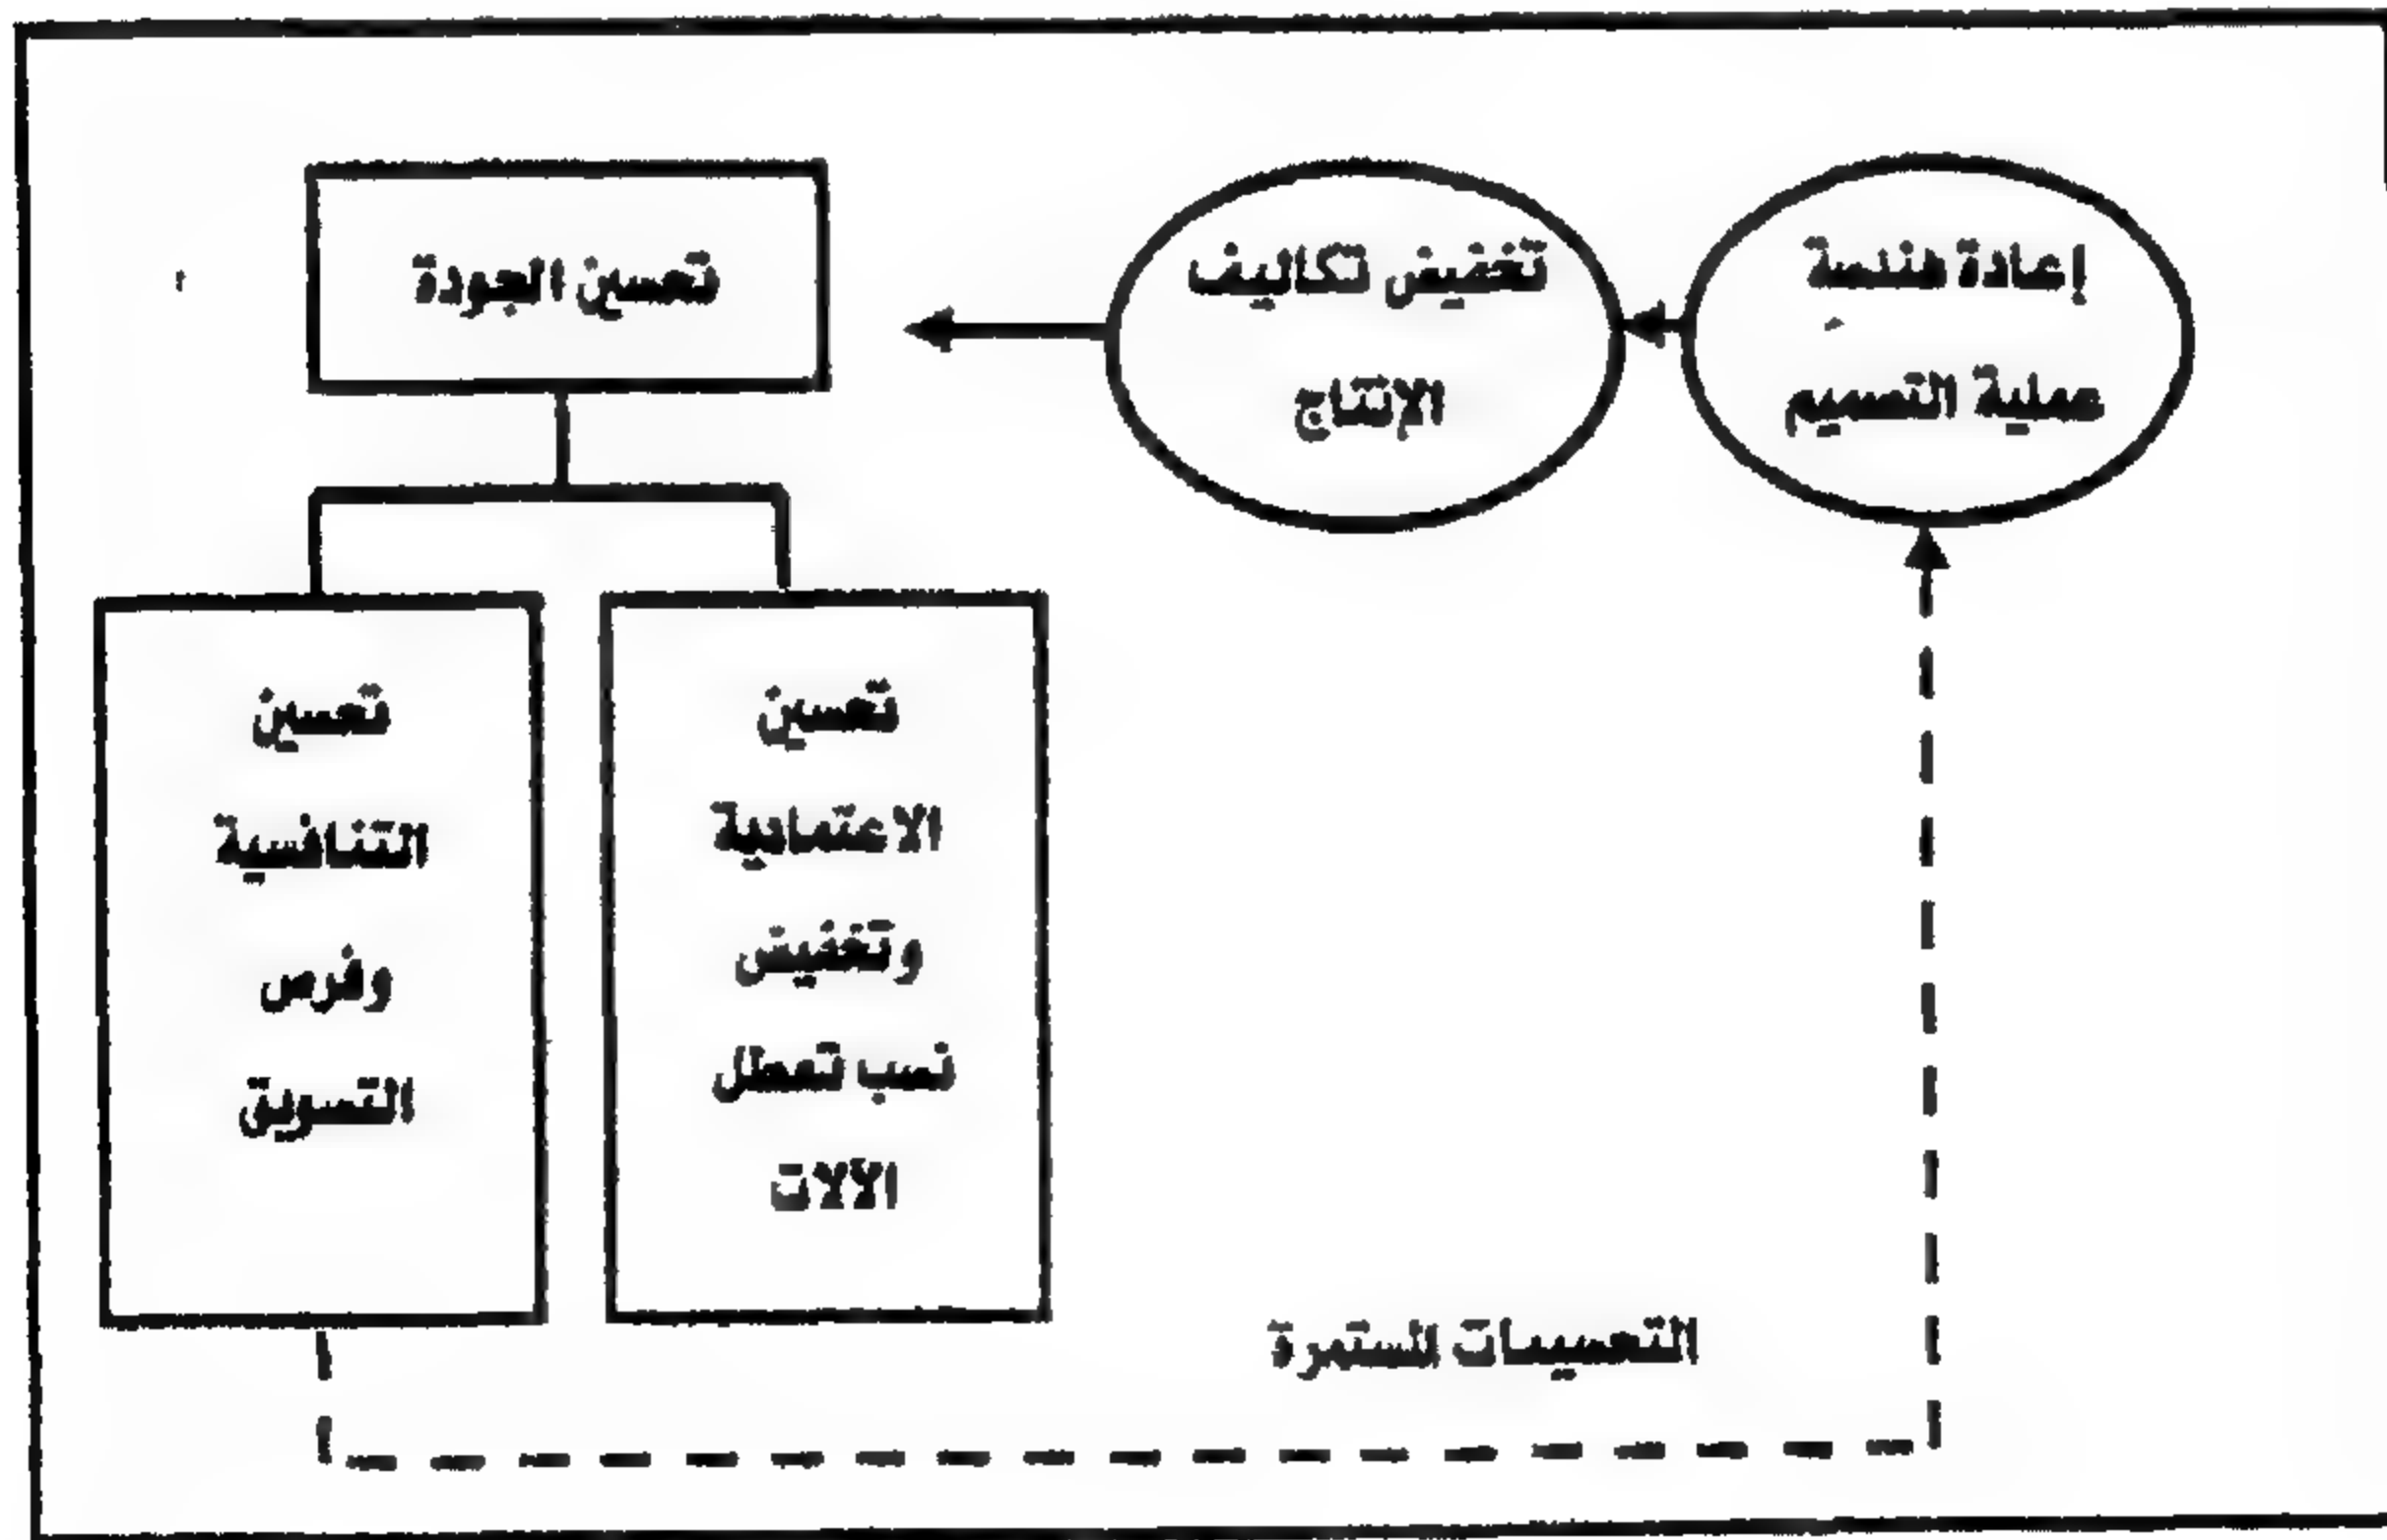 إعادة هندسة
عملية التصميم
تخفيض تكاليف
الإنتاج
تحسين الجودة
تحسين
الاعتمادية
وتخفيض
نسب تعطل
الآلات
تحسين
التنافسية
وفرص
التسويق
التحسينات المستمرة